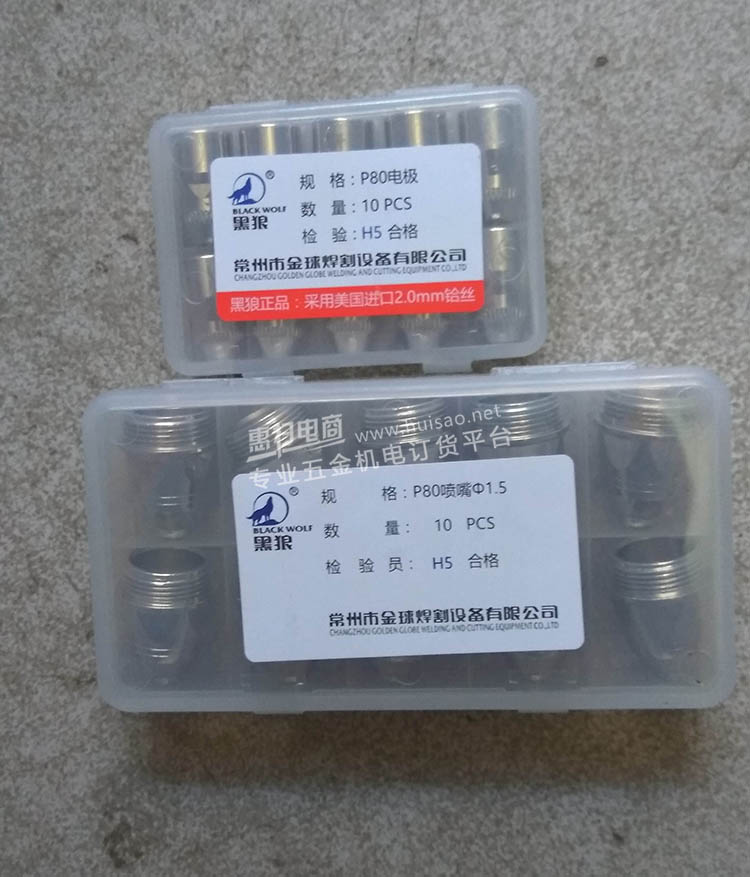 ®
BLACK WOLF
黑狼
规 格:P80电极
数 量:10 PCS
检 验:H5 合格
常州市金球焊割设备有限公司
CHANGZHOU GOLDEN GLOBE WELDING AND CUTTING EQUIPMENT CO.,LTD
黑狼正品:采用美国进口2.0mm铪丝
惠扫电商 www.huisao.net
专业五金机电订货平台
®
BLACK WOLF
黑狼
规 格:P80喷嘴Φ1.5
数 量: 10 PCS
检 验 员: H5 合格
常州市金球焊割设备有限公司
CHANGZHOU GOLDEN GLOBE WELDING AND CUTTING EQUIPMENT CO.,LTD